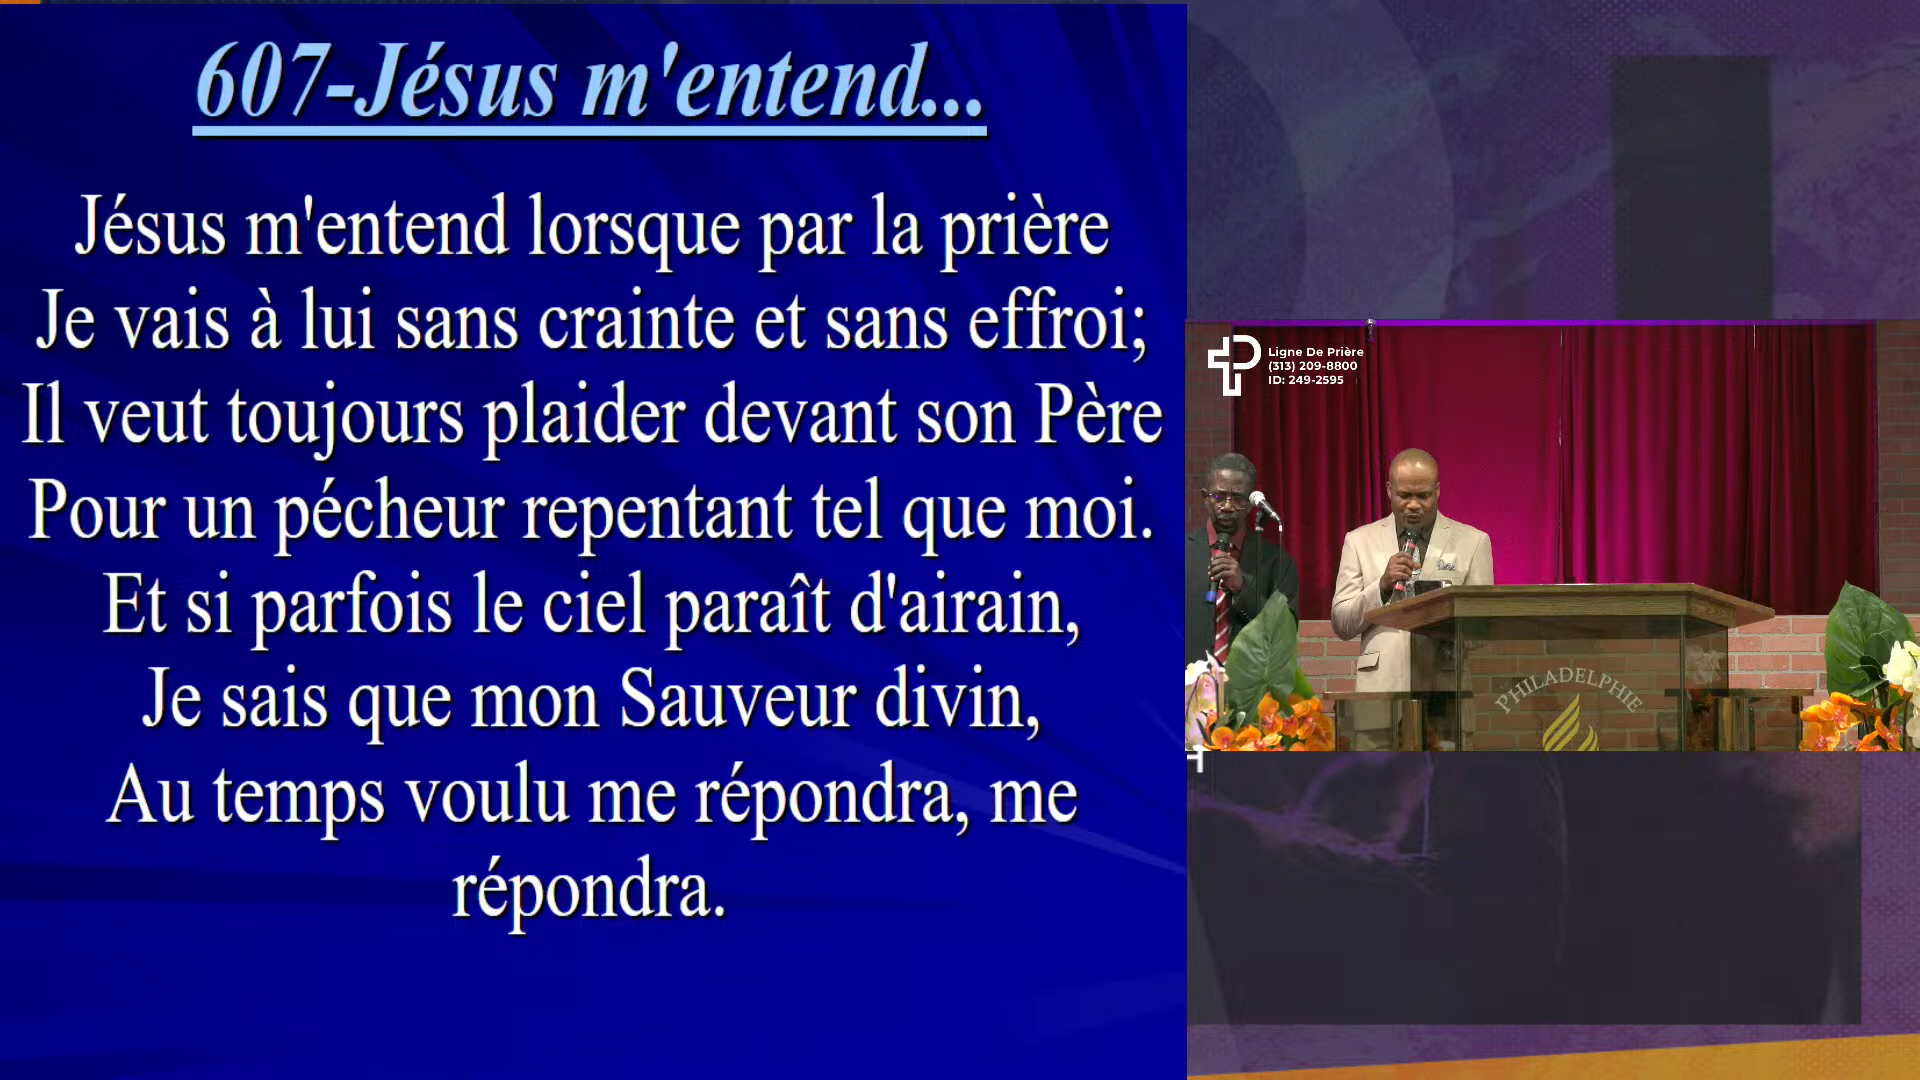 607-Jésus m'entend...
Jésus m'entend lorsque par la prière
Je vais à lui sans crainte et sans effroi;
Il veut toujours plaider devant son Père
Pour un pécheur repentant tel que moi.
Et si parfois le ciel paraît d'airain,
Je sais que mon Sauveur divin,
Au temps voulu me répondra, me
répondra.
Ligne De Prière
(313) 209-8800
ID: 249-2595
PHILADELPHIE